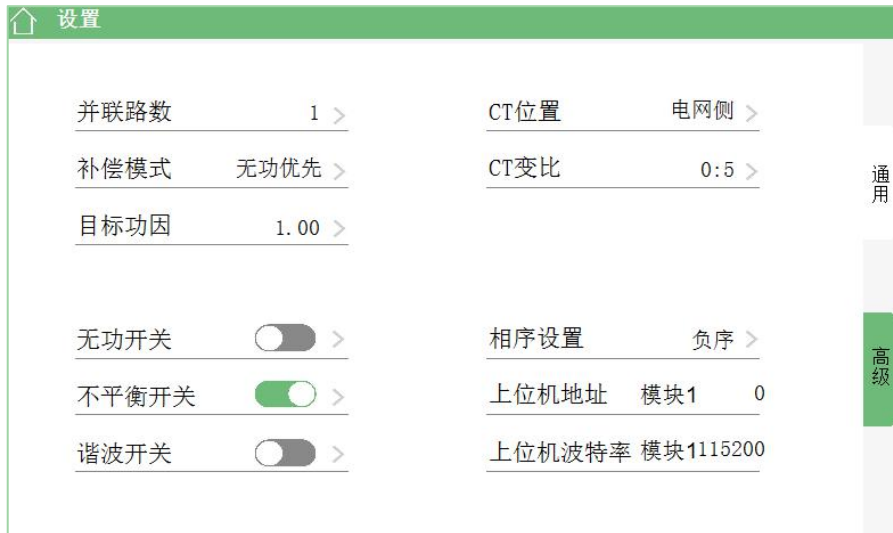 设置
并联路数 1 >
补偿模式 无功优先 >
目标功因 1.00 >
CT位置 电网侧 >
CT变比 0:5 >
无功开关 >
不平衡开关 >
谐波开关 >
相序设置 负序 >
上位机地址 模块1 0
上位机波特率 模块1115200
通用
高级